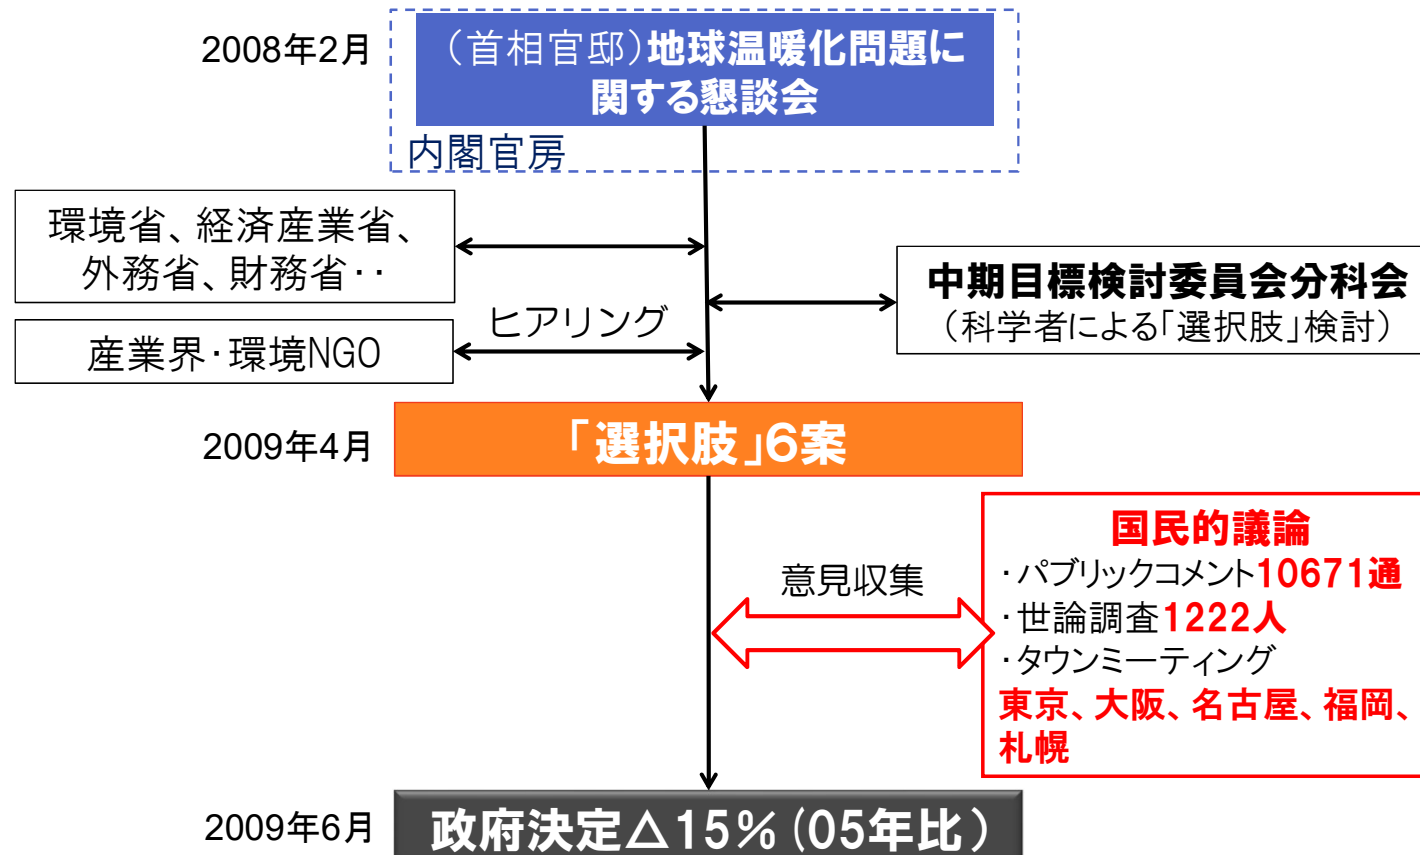 2008年2月
（首相官邸）地球温暖化問題に
関する懇談会
内閣官房
環境省、経済産業省、
外務省、財務省・・
中期目標検討委員会分科会
（科学者による「選択肢」検討）
ヒアリング
産業界・環境NGO
2009年4月
「選択肢」6案
国民的議論
・パブリックコメント10671通
・世論調査1222人
・タウンミーティング
東京、大阪、名古屋、福岡、
札幌
意見収集
2009年6月
政府決定△15%（05年比）